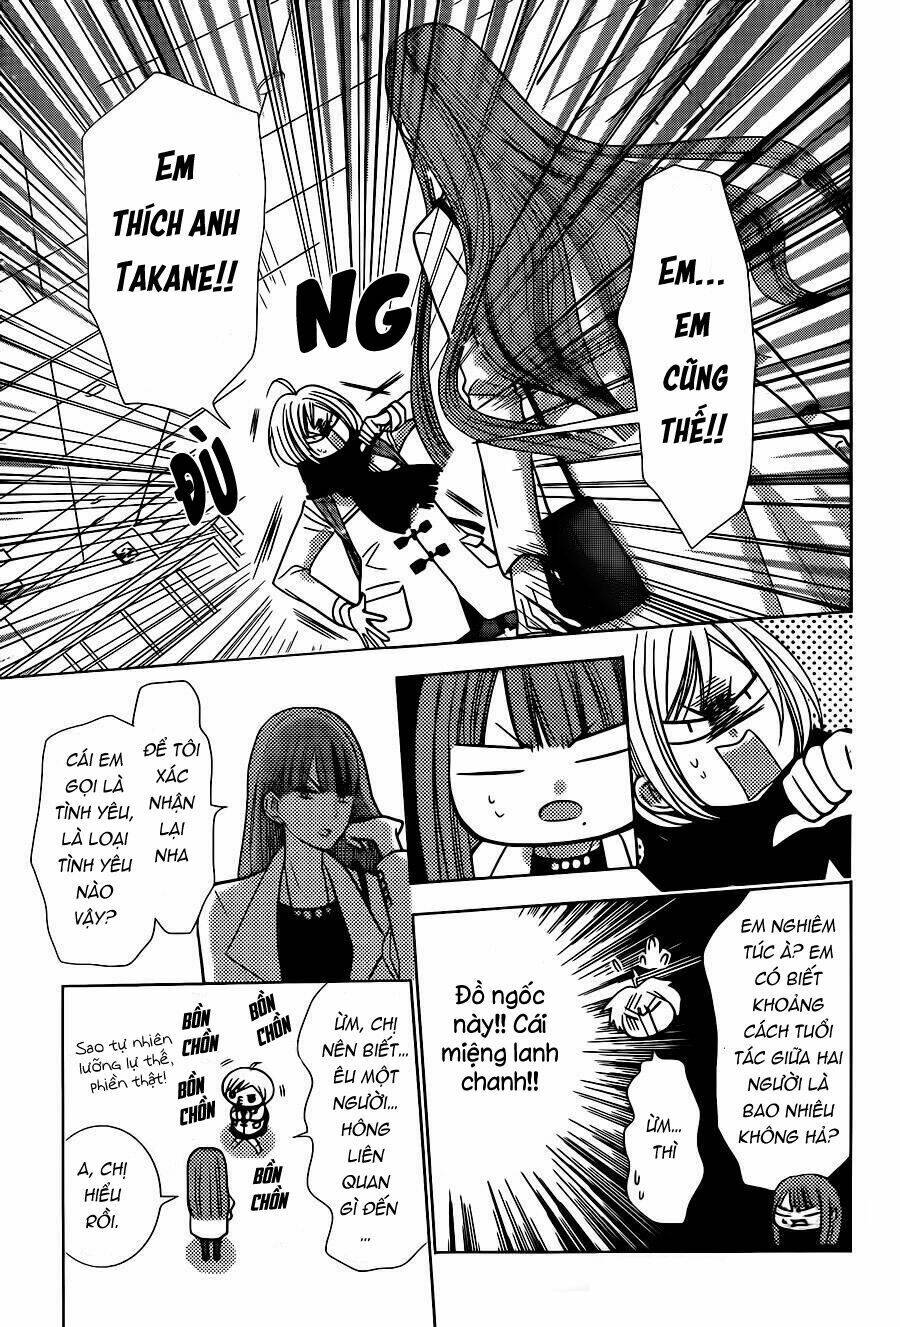 EM...
EM
CŨNG
THẾ!!
EM
THÍCH ANH
TAKANE!!
NG
ĐÙ
ĐỂ TÔI
XÁC
NHẬN
LẠI
NHA
CÁI EM
GỌI LÀ
TÌNH YÊU,
LÀ LOẠI
TÌNH YÊU
NÀO
VẬY?
EM NGHIÊM
TÚC À? EM
CÓ BIẾT
KHOẢNG
CÁCH TUỔI
TÁC GIỮA HAI
NGƯỜI LÀ
BAO NHIÊU
KHÔNG HẢ?
ỪM...
THÌ
Đồ ngốc
này!! Cái
miệng lanh
chanh!!
ỪM, CHỊ
NÊN BIẾT...
ÊU MỘT
NGƯỜI...
HÔNG
LIÊN
QUAN
GÌ ĐẾN
...
BỒN
CHỒN
BỒN
CHỒN
BỒN
CHỒN
BỒN
CHỒN
Sao tự nhiên
lưỡng lự thế,
phiền thật!
A, CHỊ
HIỂU
RỒI.